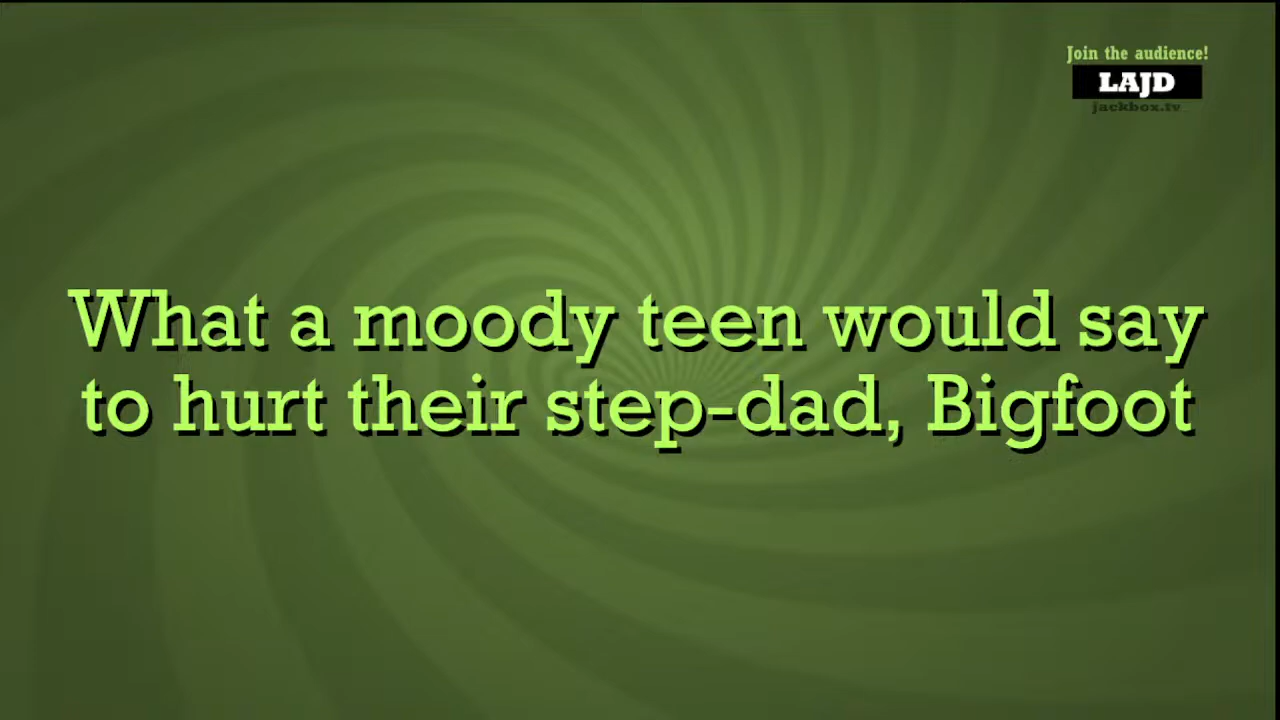 Join the audience!
LAJD
jackbox.tv
What a moody teen would say
to hurt their step-dad, Bigfoot